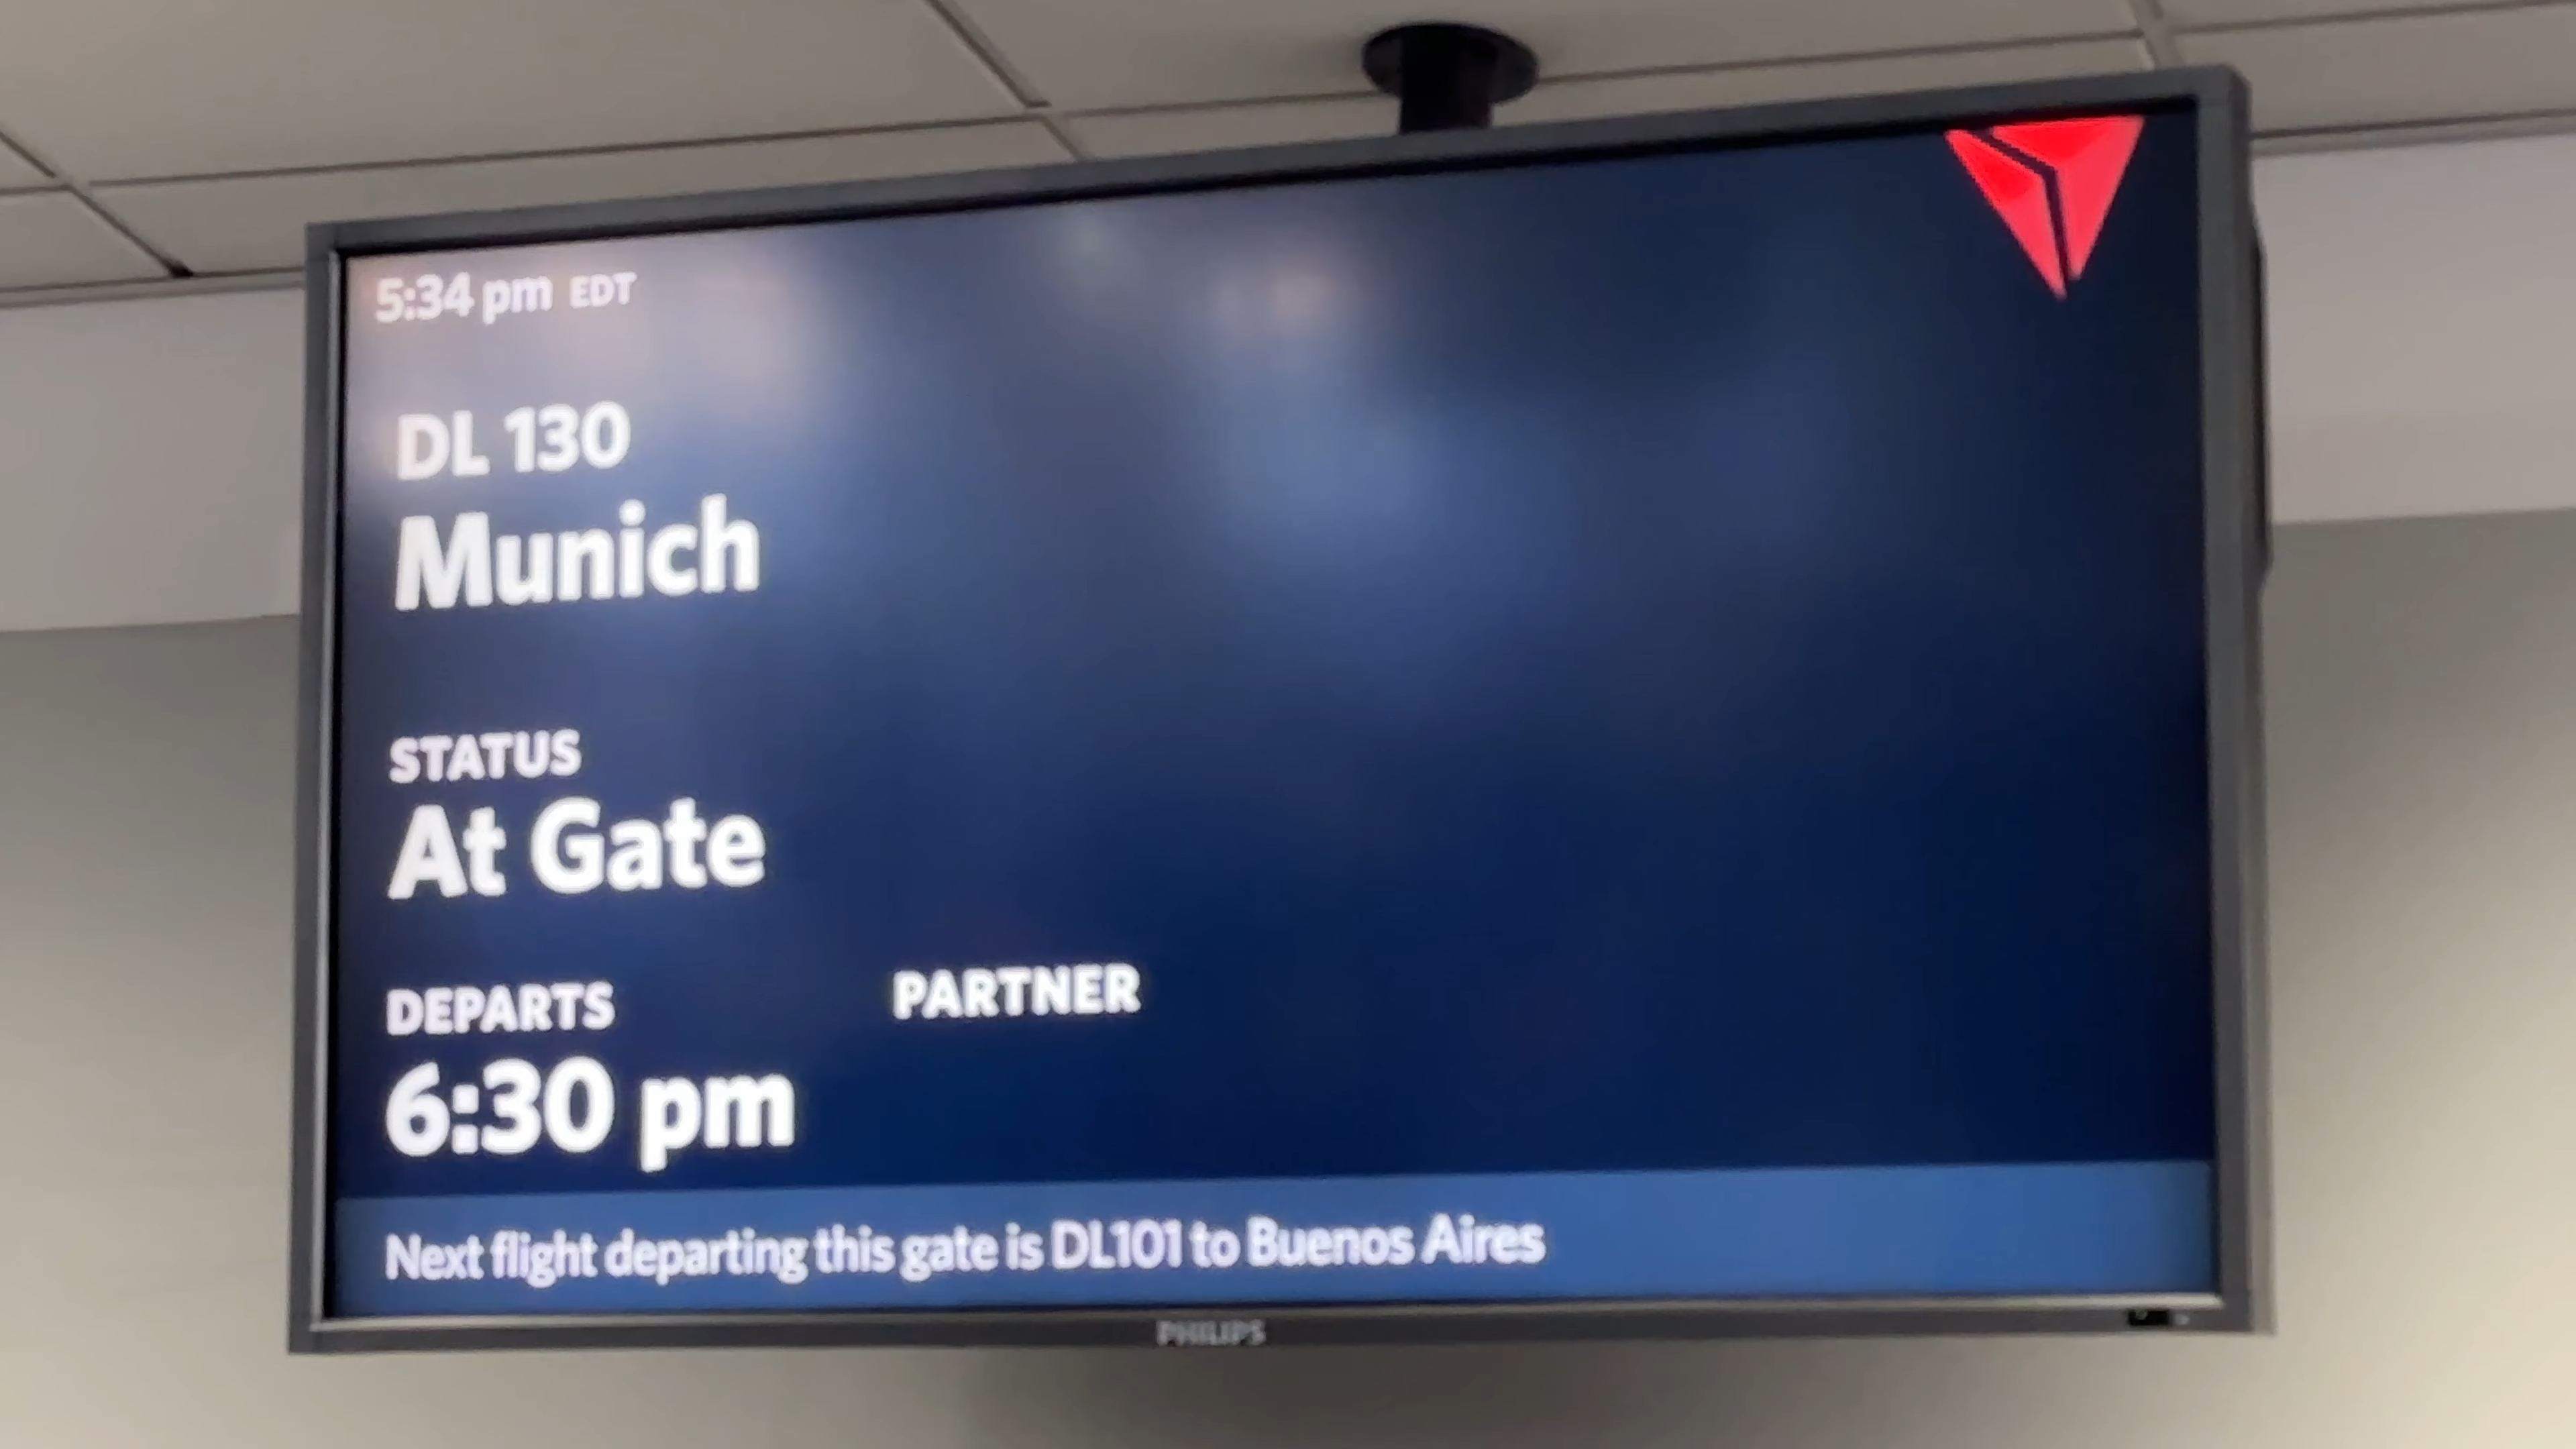 5:34 pm EDT
DL 130
Munich
STATUS
At Gate
DEPARTS
PARTNER
6:30 pm
Next flight departing this gate is DL101 to Buenos Aires
PHILIPS